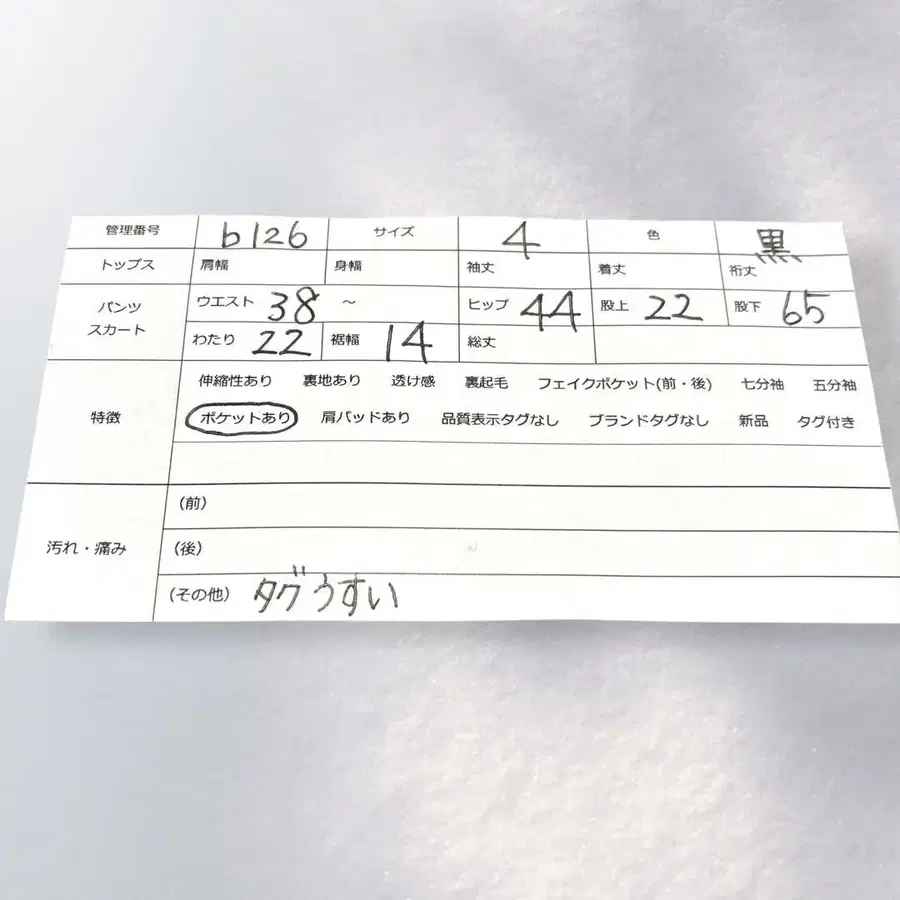 管理番号 b126 サイズ 4 色 黒
トップス 肩幅 身幅 袖丈 着丈 裄丈
パンツ スカート ウエスト 38 ～ ヒップ 44 股上 22 股下 65
わたり 22 裾幅 14 総丈
伸縮性あり 裏地あり 透け感 裏起毛 フェイクポケット(前・後) 七分袖 五分袖
特徴 ポケットあり 肩パッドあり 品質表示タグなし ブランドタグなし 新品 タグ付き
(前)
汚れ・痛み (後)
(その他) タグうすい